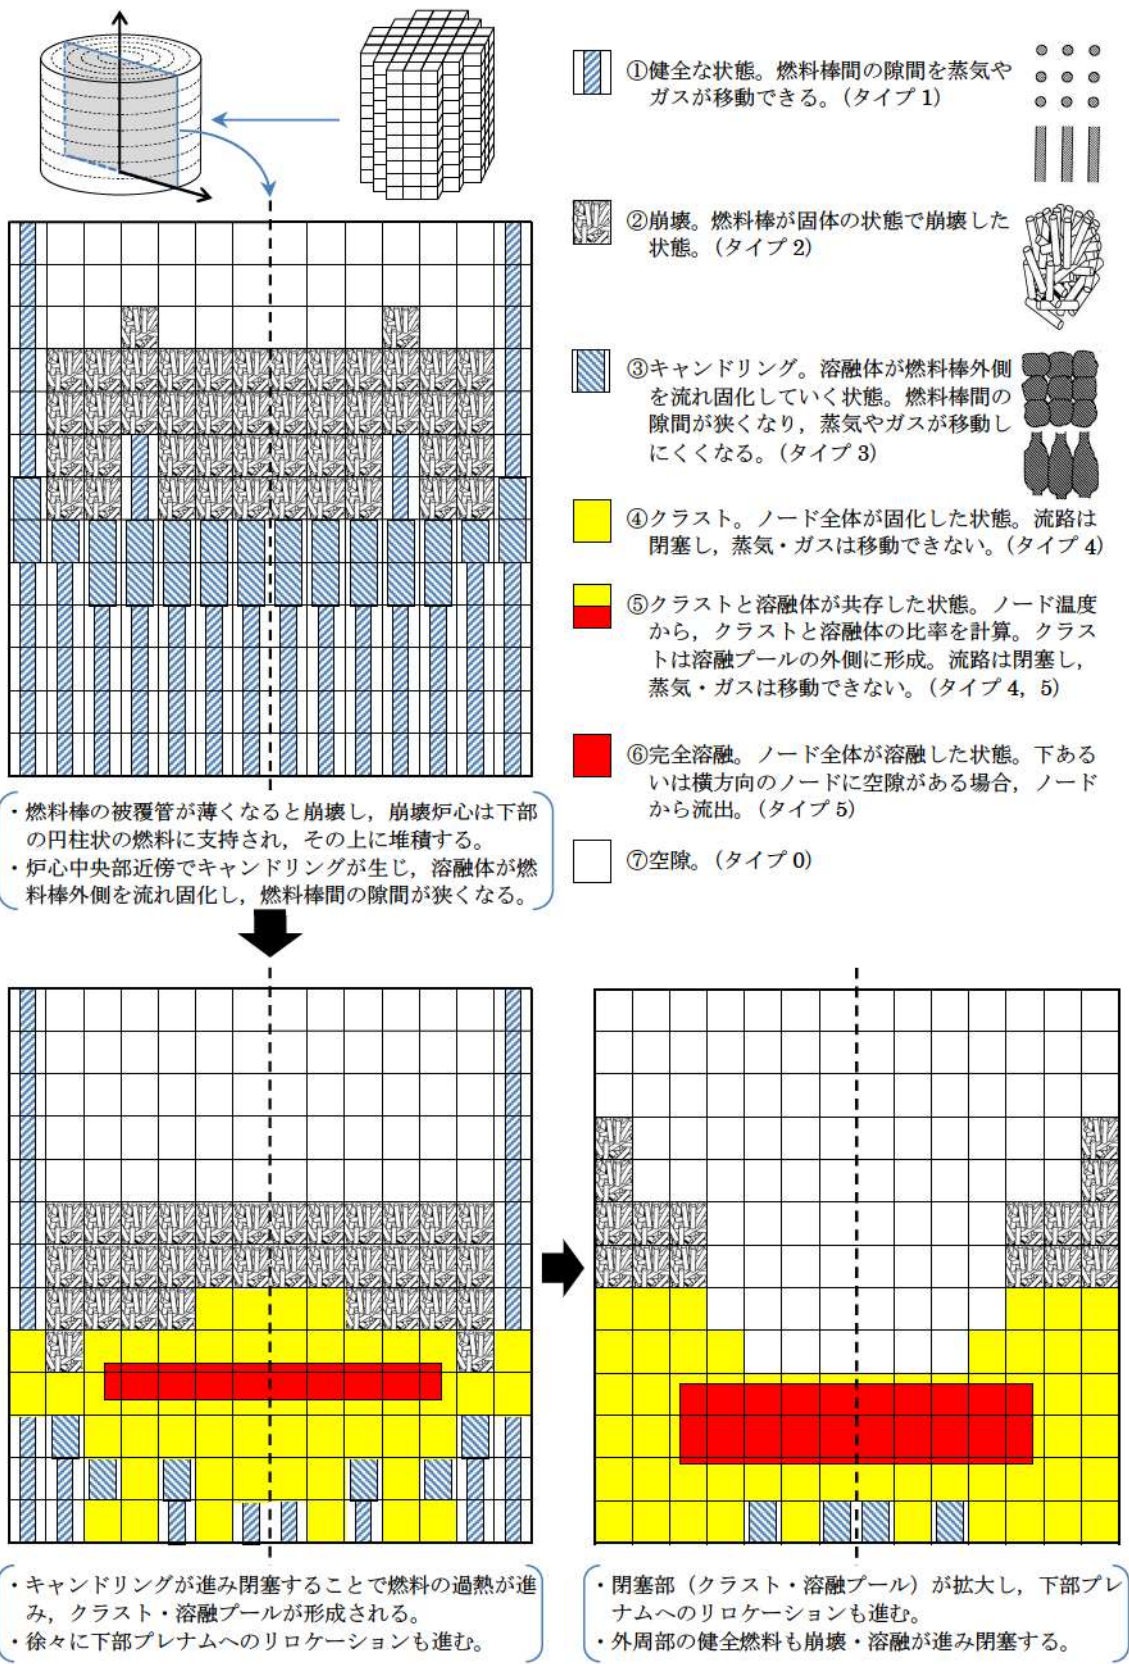 ①健全な状態。燃料棒間の隙間を蒸気や
ガスが移動できる。（タイプ 1）
②崩壊。燃料棒が固体の状態で崩壊した
状態。（タイプ 2）
③キャンドリング。溶融体が燃料棒外側
を流れ固化していく状態。燃料棒間の
隙間が狭くなり，蒸気やガスが移動し
にくくなる。（タイプ 3）
④クラスト。ノード全体が固化した状態。流路は
閉塞し，蒸気・ガスは移動できない。（タイプ 4）
⑤クラストと溶融体が共存した状態。ノード温度
から，クラストと溶融体の比率を計算。クラス
トは溶融プールの外側に形成。流路は閉塞し，
蒸気・ガスは移動できない。（タイプ 4，5）
⑥完全溶融。ノード全体が溶融した状態。下ある
いは横方向のノードに空隙がある場合，ノード
から流出。（タイプ 5）
⑦空隙。（タイプ 0）
・燃料棒の被覆管が薄くなると崩壊し，崩壊炉心は下部
の円柱状の燃料に支持され，その上に堆積する。
・炉心中央部近傍でキャンドリングが生じ，溶融体が燃
料棒外側を流れ固化し，燃料棒間の隙間が狭くなる。
・キャンドリングが進み閉塞することで燃料の過熱が進
み，クラスト・溶融プールが形成される。
・徐々に下部プレナムへのリロケーションも進む。
・閉塞部（クラスト・溶融プール）が拡大し，下部プレ
ナムへのリロケーションも進む。
・外周部の健全燃料も崩壊・溶融が進み閉塞する。